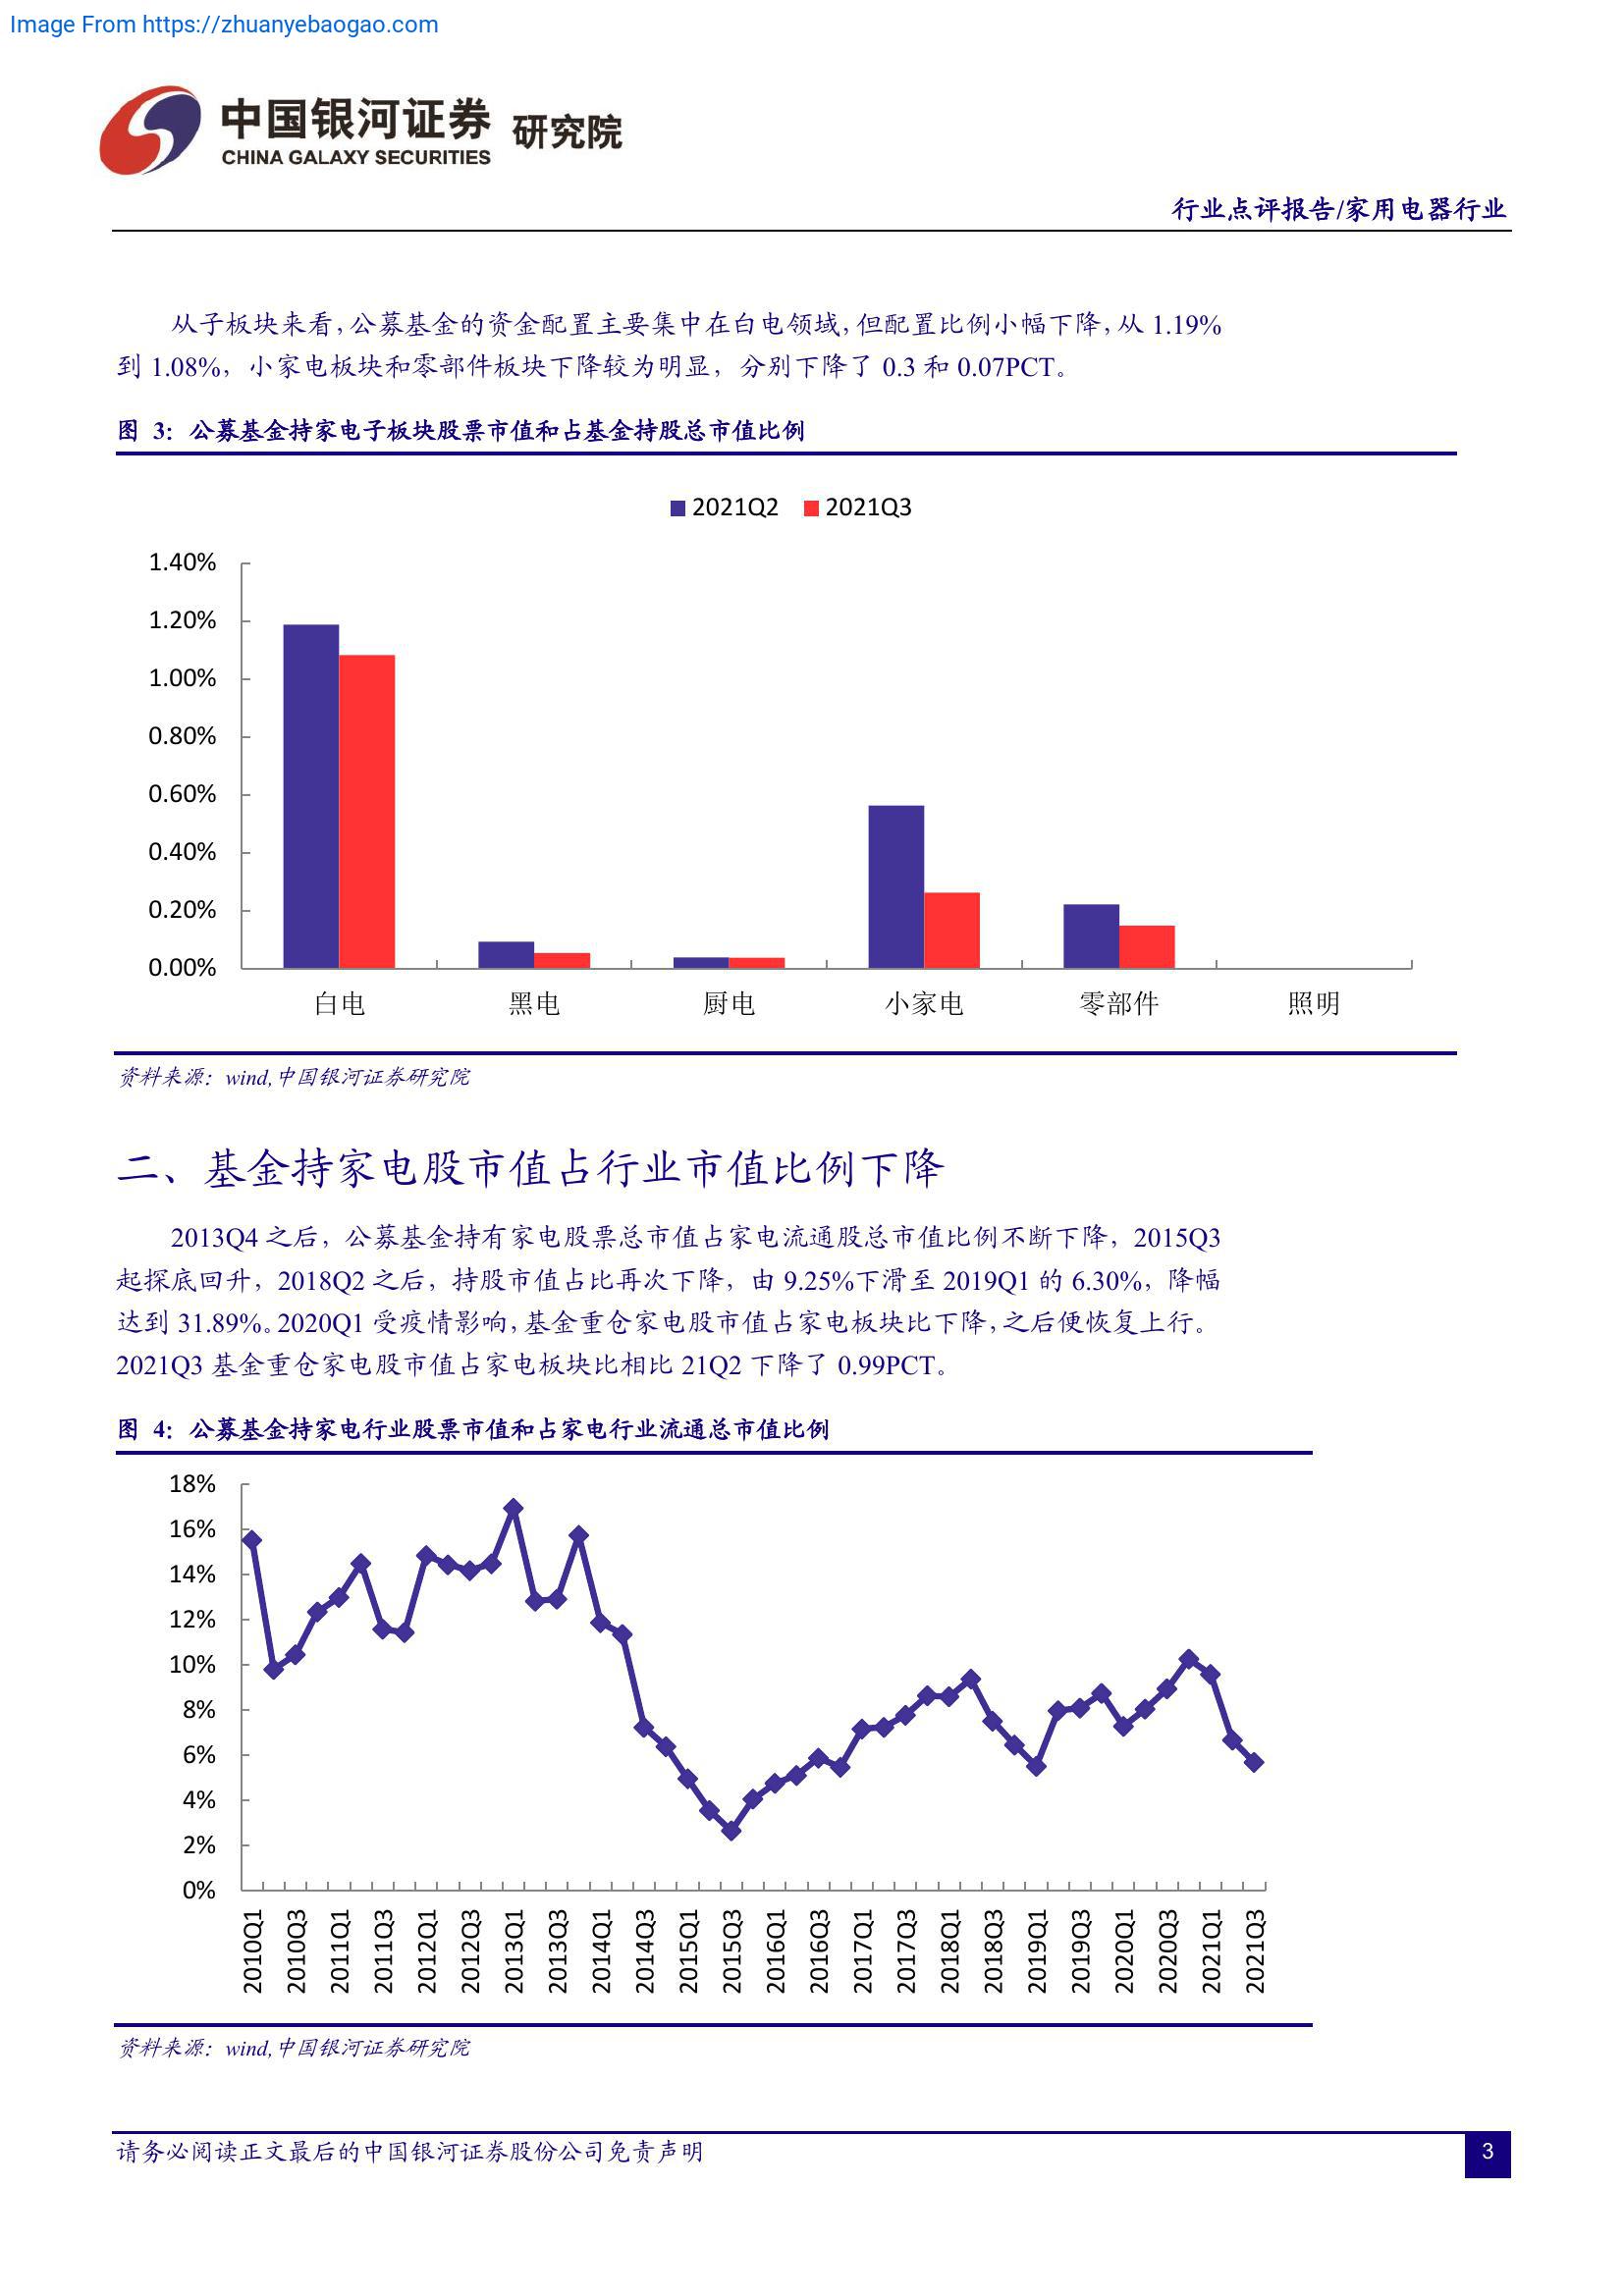 Image From https://zhuanyebaogao.com
中国银河证券 研究院
CHINA GALAXY SECURITIES
行业点评报告/家用电器行业
从子板块来看，公募基金的资金配置主要集中在白电领域，但配置比例小幅下降，从 1.19%
到 1.08%，小家电板块和零部件板块下降较为明显，分别下降了 0.3 和 0.07PCT。
图 3：公募基金持家电子板块股票市值和占基金持股总市值比例
2021Q2 2021Q3
1.40%
1.20%
1.00%
0.80%
0.60%
0.40%
0.20%
0.00%
白电 黑电 厨电 小家电 零部件 照明
资料来源：wind,中国银河证券研究院
二、基金持家电股市值占行业市值比例下降
2013Q4 之后，公募基金持有家电股票总市值占家电流通股总市值比例不断下降，2015Q3
起探底回升，2018Q2 之后，持股市值占比再次下降，由 9.25%下滑至 2019Q1 的 6.30%，降幅
达到 31.89%。2020Q1 受疫情影响，基金重仓家电股市值占家电板块比下降，之后便恢复上行。
2021Q3 基金重仓家电股市值占家电板块比相比 21Q2 下降了 0.99PCT。
图 4：公募基金持家电行业股票市值和占家电行业流通总市值比例
18%
16%
14%
12%
10%
8%
6%
4%
2%
0%
2010Q1 2010Q3 2011Q1 2011Q3 2012Q1 2012Q3 2013Q1 2013Q3 2014Q1 2014Q3 2015Q1 2015Q3 2016Q1 2016Q3 2017Q1 2017Q3 2018Q1 2018Q3 2019Q1 2019Q3 2020Q1 2020Q3 2021Q1 2021Q3
资料来源：wind,中国银河证券研究院
请务必阅读正文最后的中国银河证券股份公司免责声明
3